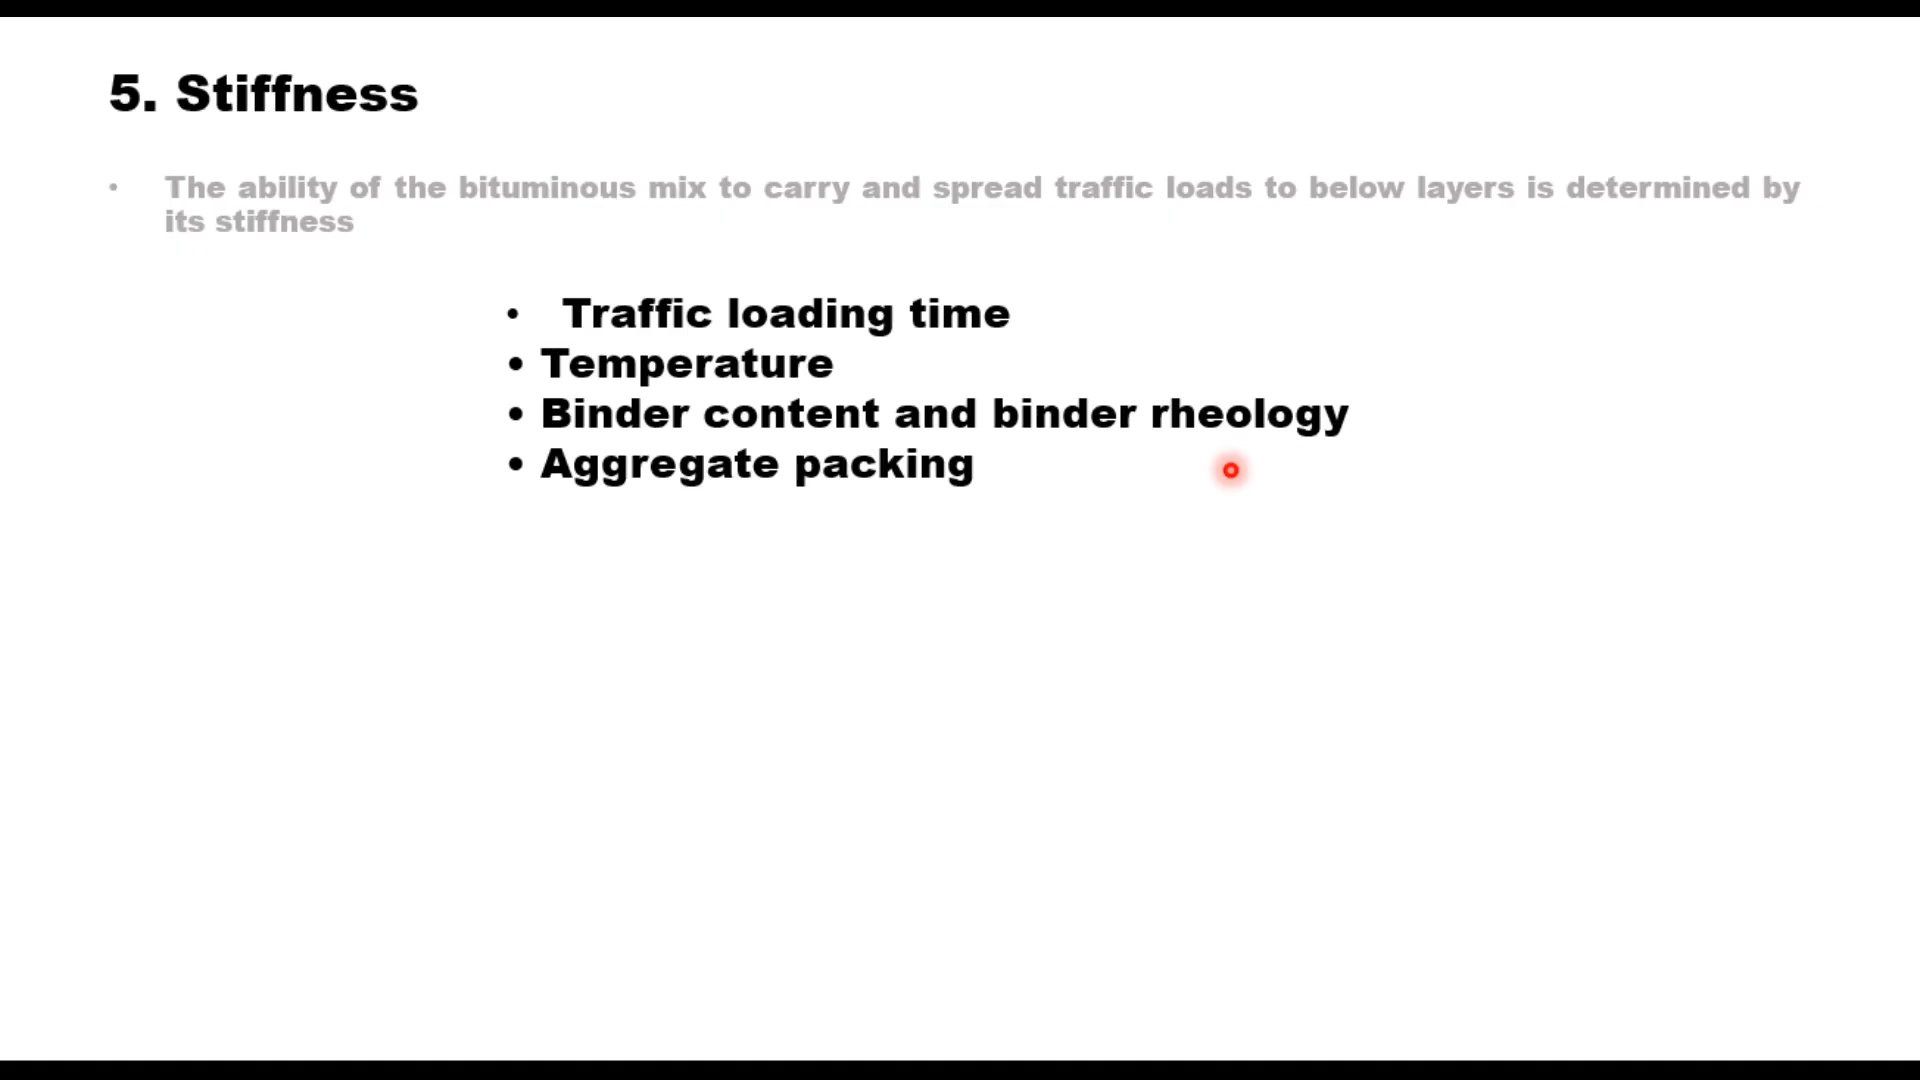 5. Stiffness
• The ability of the bituminous mix to carry and spread traffic loads to below layers is determined by
its stiffness
• Traffic loading time
• Temperature
• Binder content and binder rheology
• Aggregate packing